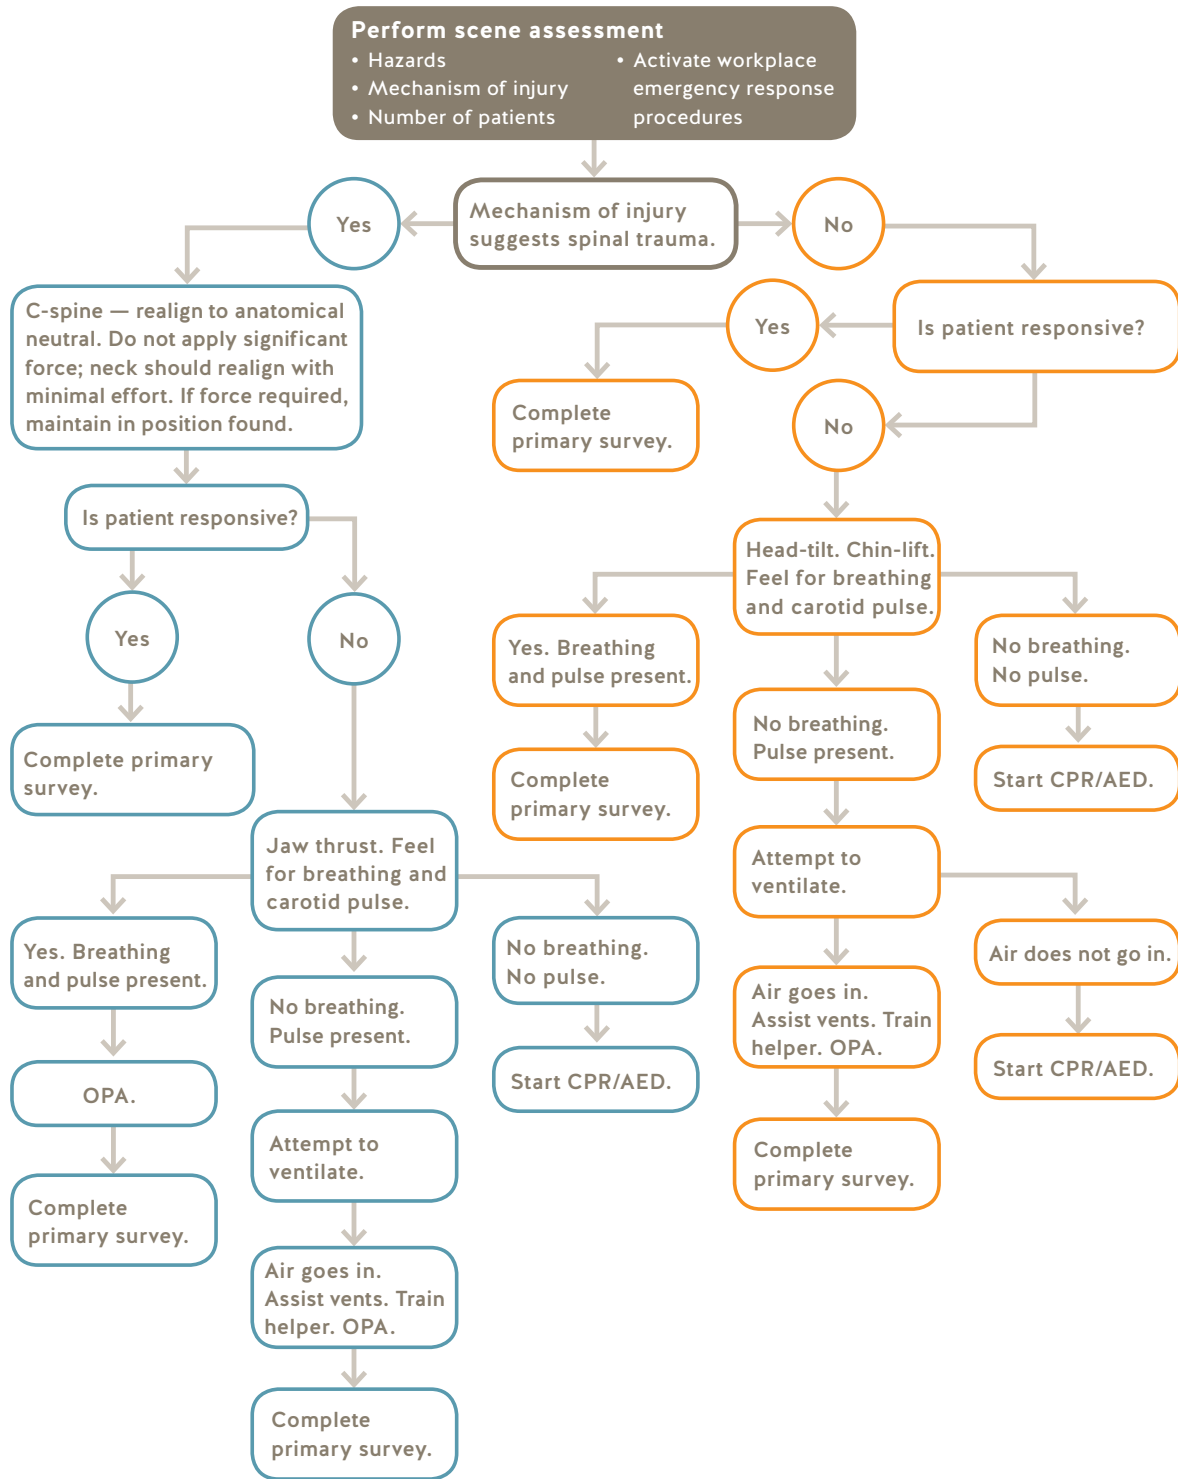 Perform scene assessment
• Hazards
• Mechanism of injury
• Number of patients
• Activate workplace
emergency response
procedures
Mechanism of injury
suggests spinal trauma.
Yes
No
C-spine — realign to anatomical
neutral. Do not apply significant
force; neck should realign with
minimal effort. If force required,
maintain in position found.
Is patient responsive?
Yes
No
Complete primary
survey.
Jaw thrust. Feel
for breathing and
carotid pulse.
Yes. Breathing
and pulse present.
OPA.
Complete
primary survey.
No breathing.
Pulse present.
Attempt to
ventilate.
Air goes in.
Assist vents. Train
helper. OPA.
Complete
primary survey.
No breathing.
No pulse.
Start CPR/AED.
Is patient responsive?
Yes
Complete
primary survey.
No
Head-tilt. Chin-lift.
Feel for breathing
and carotid pulse.
Yes. Breathing
and pulse present.
Complete
primary survey.
No breathing.
Pulse present.
Attempt to
ventilate.
Air goes in.
Assist vents. Train
helper. OPA.
Complete
primary survey.
Air does not go in.
Start CPR/AED.
No breathing.
No pulse.
Start CPR/AED.